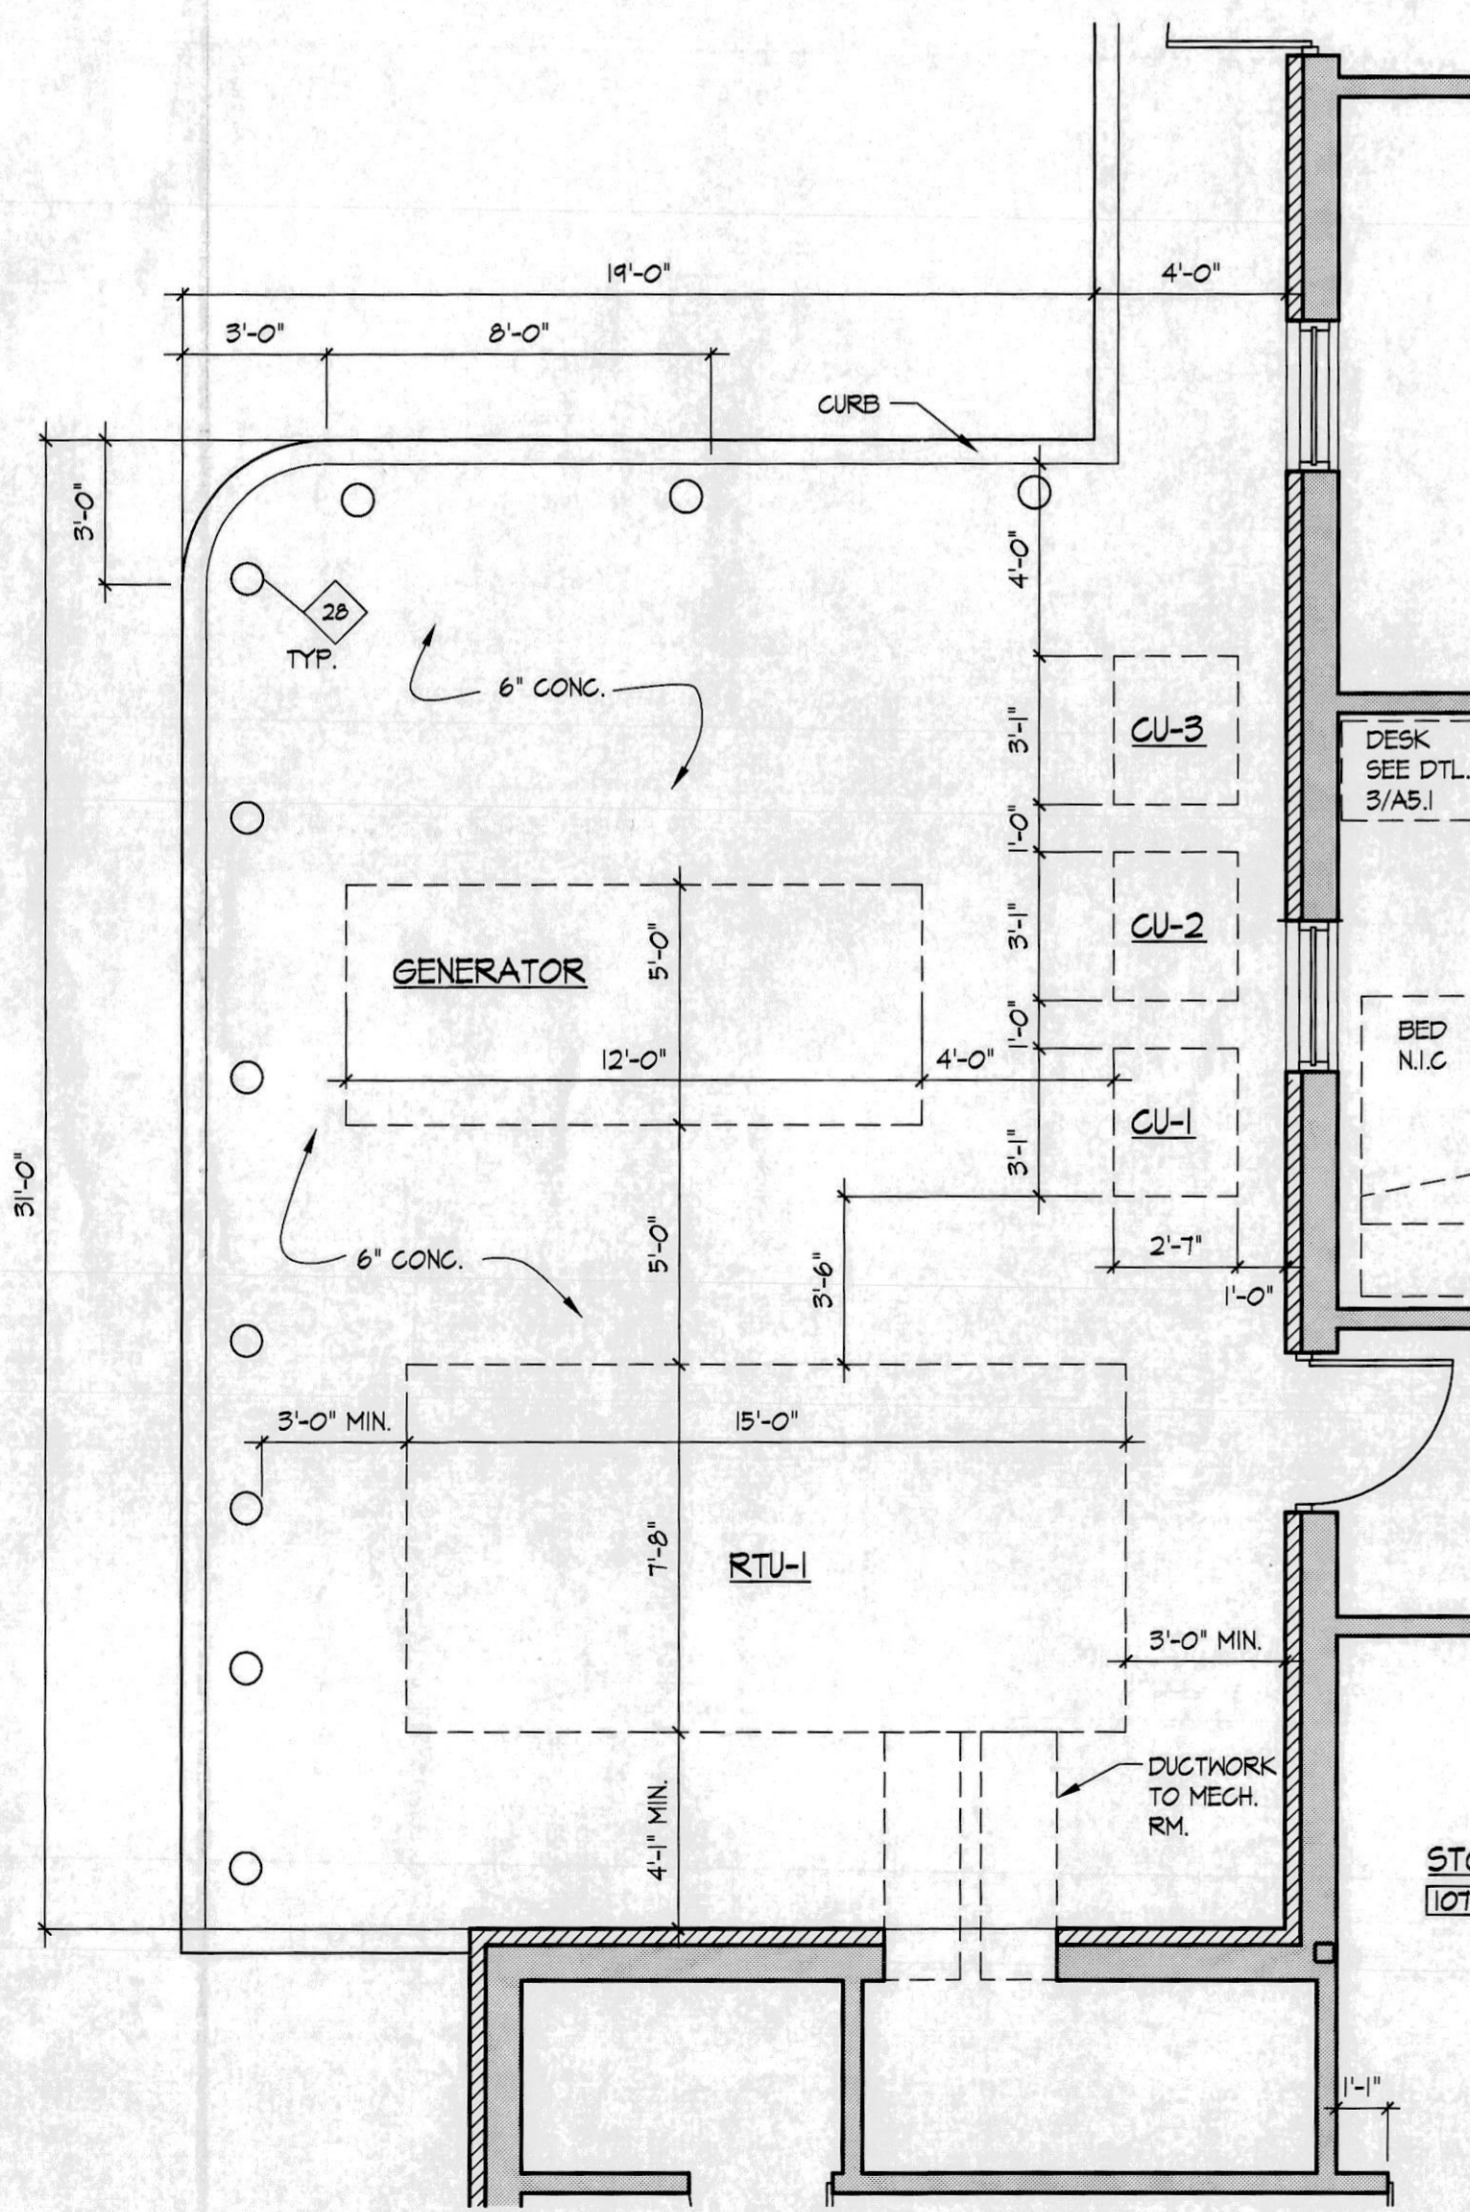 19'-0"
4'-0"
3'-0"
8'-0"
CURB
3'-0"
4'-0"
28
TYP.
6" CONC.
3'-1"
CU-3
DESK
SEE DTL.
3/A5.1
1'-0"
3'-1"
CU-2
5'-0"
GENERATOR
1'-0"
BED
N.I.C
12'-0"
4'-0"
3'-1"
CU-1
31'-0"
5'-0"
2'-7"
6" CONC.
3'-6"
1'-0"
3'-0" MIN.
15'-0"
7'-8"
RTU-1
3'-0" MIN.
DUCTWORK
TO MECH.
RM.
4'-1" MIN.
107
1'-1"